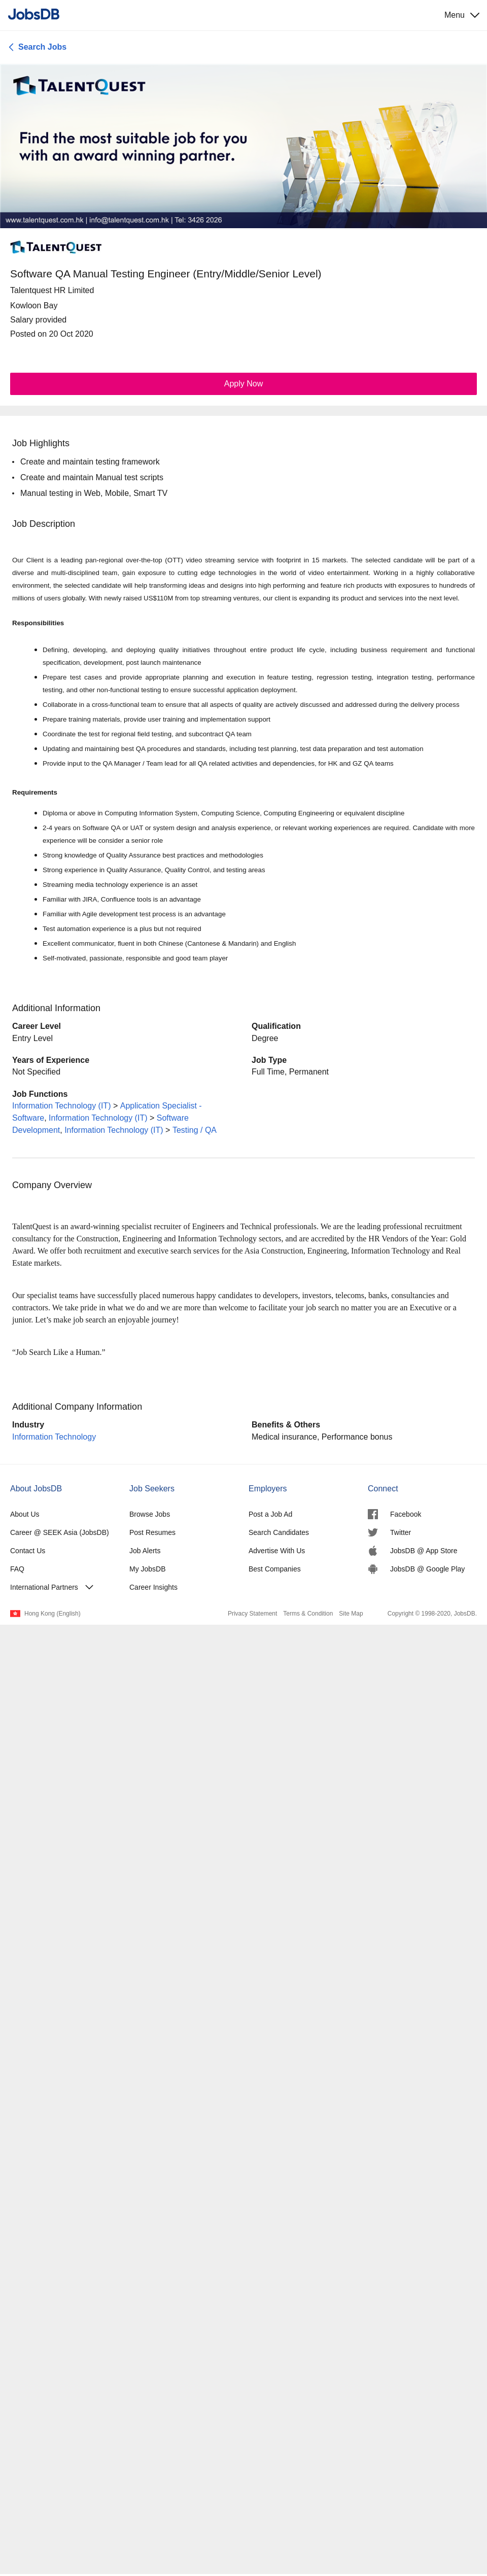 JobsDB
Menu
Search Jobs
TALENTQUEST
Find the most suitable job for you
with an award winning partner.
www.talentquest.com.hk | info@talentquest.com.hk | Tel: 3426 2026
TALENTQUEST
Software QA Manual Testing Engineer (Entry/Middle/Senior Level)
Talentquest HR Limited
Kowloon Bay
Salary provided
Posted on 20 Oct 2020
Apply Now
Job Highlights
• Create and maintain testing framework
• Create and maintain Manual test scripts
• Manual testing in Web, Mobile, Smart TV
Job Description
Our Client is a leading pan-regional over-the-top (OTT) video streaming service with footprint in 15 markets. The selected candidate will be part of a
diverse and multi-disciplined team, gain exposure to cutting edge technologies in the world of video entertainment. Working in a highly collaborative
environment, the selected candidate will help transforming ideas and designs into high performing and feature rich products with exposures to hundreds of
millions of users globally. With newly raised US$110M from top streaming ventures, our client is expanding its product and services into the next level.
Responsibilities
• Defining, developing, and deploying quality initiatives throughout entire product life cycle, including business requirement and functional
specification, development, post launch maintenance
• Prepare test cases and provide appropriate planning and execution in feature testing, regression testing, integration testing, performance
testing, and other non-functional testing to ensure successful application deployment.
• Collaborate in a cross-functional team to ensure that all aspects of quality are actively discussed and addressed during the delivery process
• Prepare training materials, provide user training and implementation support
• Coordinate the test for regional field testing, and subcontract QA team
• Updating and maintaining best QA procedures and standards, including test planning, test data preparation and test automation
• Provide input to the QA Manager / Team lead for all QA related activities and dependencies, for HK and GZ QA teams
Requirements
• Diploma or above in Computing Information System, Computing Science, Computing Engineering or equivalent discipline
• 2-4 years on Software QA or UAT or system design and analysis experience, or relevant working experiences are required. Candidate with more
experience will be consider a senior role
• Strong knowledge of Quality Assurance best practices and methodologies
• Strong experience in Quality Assurance, Quality Control, and testing areas
• Streaming media technology experience is an asset
• Familiar with JIRA, Confluence tools is an advantage
• Familiar with Agile development test process is an advantage
• Test automation experience is a plus but not required
• Excellent communicator, fluent in both Chinese (Cantonese & Mandarin) and English
• Self-motivated, passionate, responsible and good team player
Additional Information
Career Level
Entry Level
Qualification
Degree
Years of Experience
Not Specified
Job Type
Full Time, Permanent
Job Functions
Information Technology (IT) > Application Specialist -
Software, Information Technology (IT) > Software
Development, Information Technology (IT) > Testing / QA
Company Overview
TalentQuest is an award-winning specialist recruiter of Engineers and Technical professionals. We are the leading professional recruitment
consultancy for the Construction, Engineering and Information Technology sectors, and are accredited by the HR Vendors of the Year: Gold
Award. We offer both recruitment and executive search services for the Asia Construction, Engineering, Information Technology and Real
Estate markets.
Our specialist teams have successfully placed numerous happy candidates to developers, investors, telecoms, banks, consultancies and
contractors. We take pride in what we do and we are more than welcome to facilitate your job search no matter you are an Executive or a
junior. Let’s make job search an enjoyable journey!
“Job Search Like a Human.”
Additional Company Information
Industry
Information Technology
Benefits & Others
Medical insurance, Performance bonus
About JobsDB
About Us
Career @ SEEK Asia (JobsDB)
Contact Us
FAQ
International Partners
Job Seekers
Browse Jobs
Post Resumes
Job Alerts
My JobsDB
Career Insights
Employers
Post a Job Ad
Search Candidates
Advertise With Us
Best Companies
Connect
Facebook
Twitter
JobsDB @ App Store
JobsDB @ Google Play
Hong Kong (English)
Privacy Statement Terms & Condition Site Map
Copyright © 1998-2020, JobsDB.